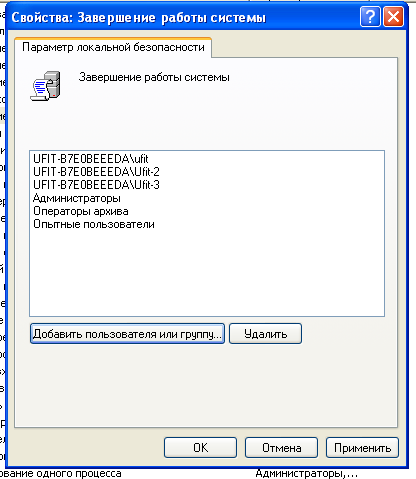 Свойства: Завершение работы системы
Параметр локальной безопасности
Завершение работы системы
UFIT-B7E0BEEEDA\ufit
UFIT-B7E0BEEEDA\Ufit-2
UFIT-B7E0BEEEDA\Ufit-3
Администраторы
Операторы архива
Опытные пользователи
Добавить пользователя или группу... Удалить
OK Отмена Применить
ование одного процесса Администраторы,...